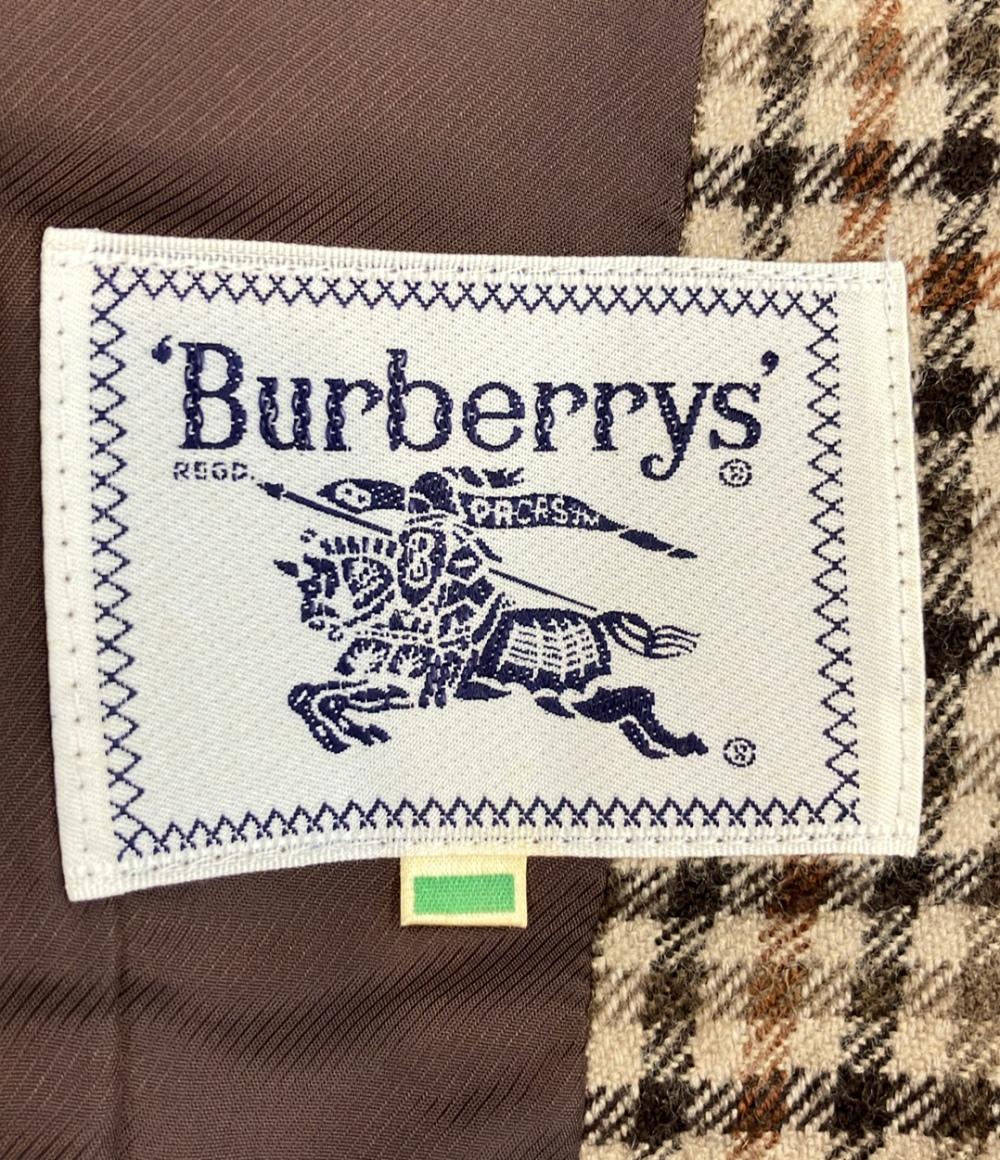 ‘Burberrys’
REGD. ®
B PRORSUM
®